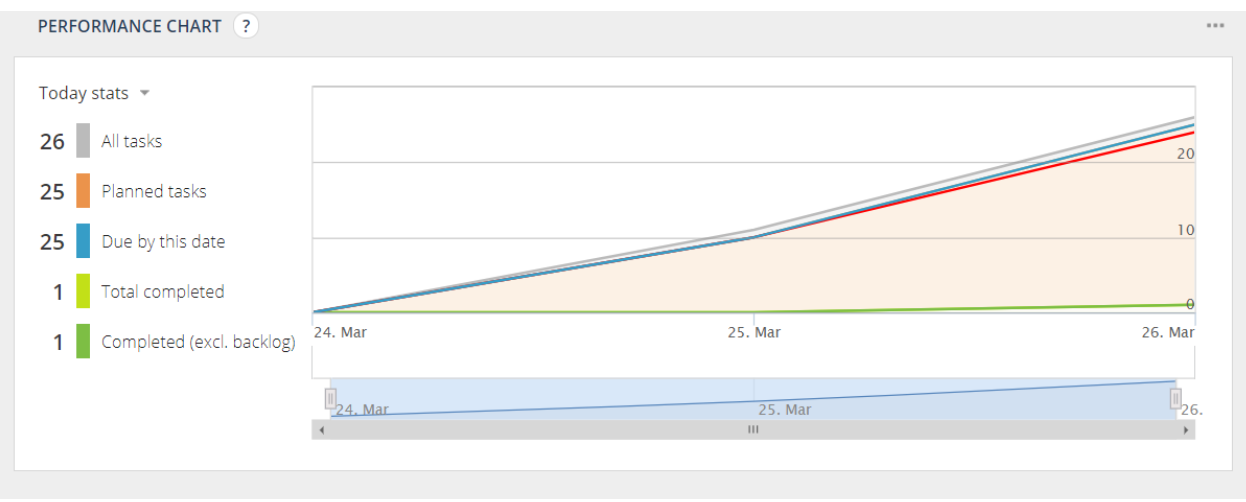 PERFORMANCE CHART ?
Today stats
26 All tasks
25 Planned tasks
25 Due by this date
1 Total completed
1 Completed (excl. backlog)
20
10
0
24. Mar 25. Mar 26. Mar
24. Mar 25. Mar 26.